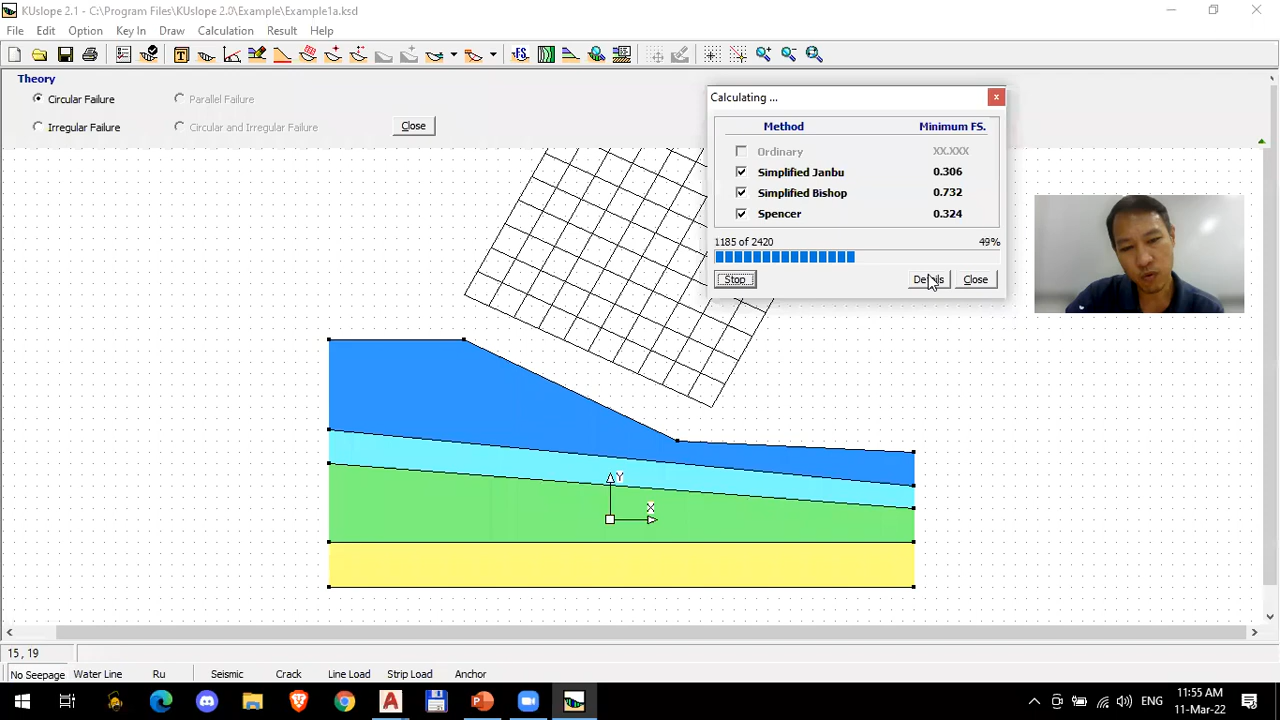 KUslope 2.1 - C:\Program Files\KUslope 2.0\Example\Example1a.ksd
File Edit Option Key In Draw Calculation Result Help
FS.
Theory
Circular Failure Parallel Failure
Irregular Failure Circular and Irregular Failure Close
Calculating ...
Method Minimum FS.
Ordinary XX.XXX
Simplified Janbu 0.306
Simplified Bishop 0.732
Spencer 0.324
1185 of 2420 49%
Stop Details Close
Y
X
15 , 19
No Seepage Water Line Ru Seismic Crack Line Load Strip Load Anchor
ENG
11:55 AM
11-Mar-22